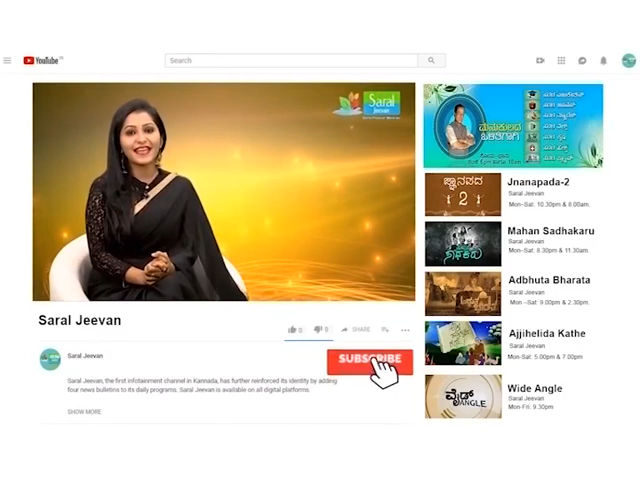 YouTube
Search
Saral
Jeevan
Saral Jeevan
0
0
SHARE
Saral Jeevan
SUBSCRIBE
Saral Jeevan, the first infotainment channel in Kannada, has further reinforced its identity by adding
four news bulletins to its daily programs. Saral Jeevan is available on all digital platforms.
SHOW MORE
ಜ್ಞಾನಪದ
2
Jnanapada-2
Saral Jeevan
Mon-Sat: 10.30pm & 8.00am.
Mahan Sadhakaru
Saral Jeevan
Mon-Sat: 8.30pm & 11.30am.
Adbhuta Bharata
Saral Jeevan
Mon –Sat: 9.00pm & 2.30pm.
Ajjihelida Kathe
Saral Jeevan
Mon-Sat: 5.00pm & 7.00pm
ವೈಡ್
ANGLE
Wide Angle
Saral Jeevan
Mon-Fri: 9.30pm